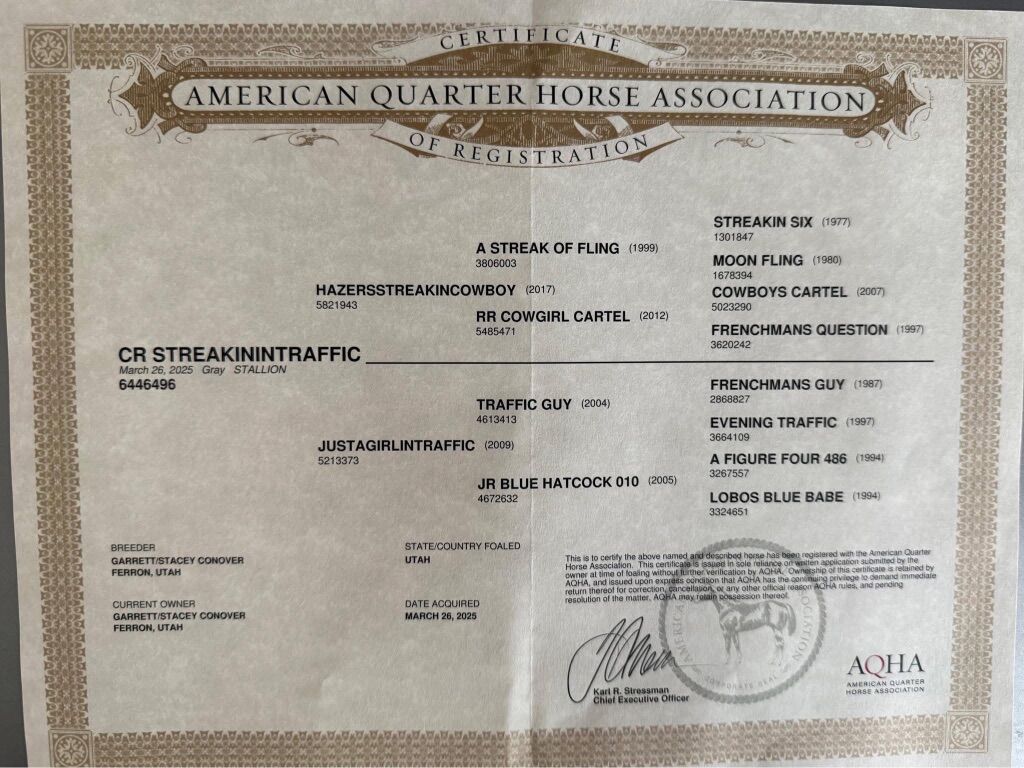 CERTIFICATE
AMERICAN QUARTER HORSE ASSOCIATION
OF REGISTRATION
STREAKIN SIX (1977)
1301847
A STREAK OF FLING (1999)
3806003
MOON FLING (1980)
1678394
HAZERSSTREAKINCOWBOY (2017)
5821943
COWBOYS CARTEL (2007)
5023290
RR COWGIRL CARTEL (2012)
5485471
FRENCHMANS QUESTION (1997)
3620242
CR STREAKININTRAFFIC
March 26, 2025 Gray STALLION
6446496
FRENCHMANS GUY (1987)
2868827
TRAFFIC GUY (2004)
4613413
EVENING TRAFFIC (1997)
3664109
JUSTAGIRLINTRAFFIC (2009)
5213373
A FIGURE FOUR 486 (1994)
3267557
JR BLUE HATCOCK 010 (2005)
4672632
LOBOS BLUE BABE (1994)
3324651
BREEDER
GARRETT/STACEY CONOVER
FERRON, UTAH
STATE/COUNTRY FOALED
UTAH
CURRENT OWNER
GARRETT/STACEY CONOVER
FERRON, UTAH
DATE ACQUIRED
MARCH 26, 2025
This is to certify the above named and described horse has been registered with the American Quarter
Horse Association. This certificate is issued in sole reliance on written application submitted by the
owner at time of foaling without further verification by AQHA. Ownership of this certificate is retained by
AQHA, and issued upon express condition that AQHA has the continuing privilege to demand immediate
return thereof for correction, cancellation, or any other official reason AQHA rules, and pending
resolution of the matter, AQHA may retain possession thereof.
Karl R. Stressman
Chief Executive Officer
CORPORATE SEAL
AQHA
AMERICAN QUARTER
HORSE ASSOCIATION